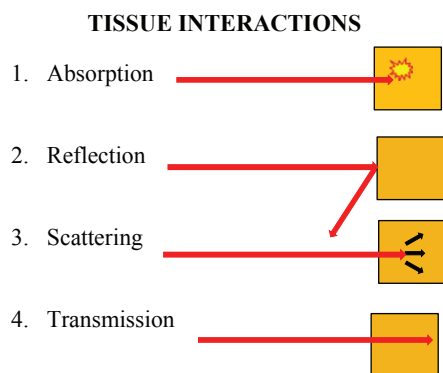 TISSUE INTERACTIONS
1. Absorption
2. Reflection
3. Scattering
4. Transmission